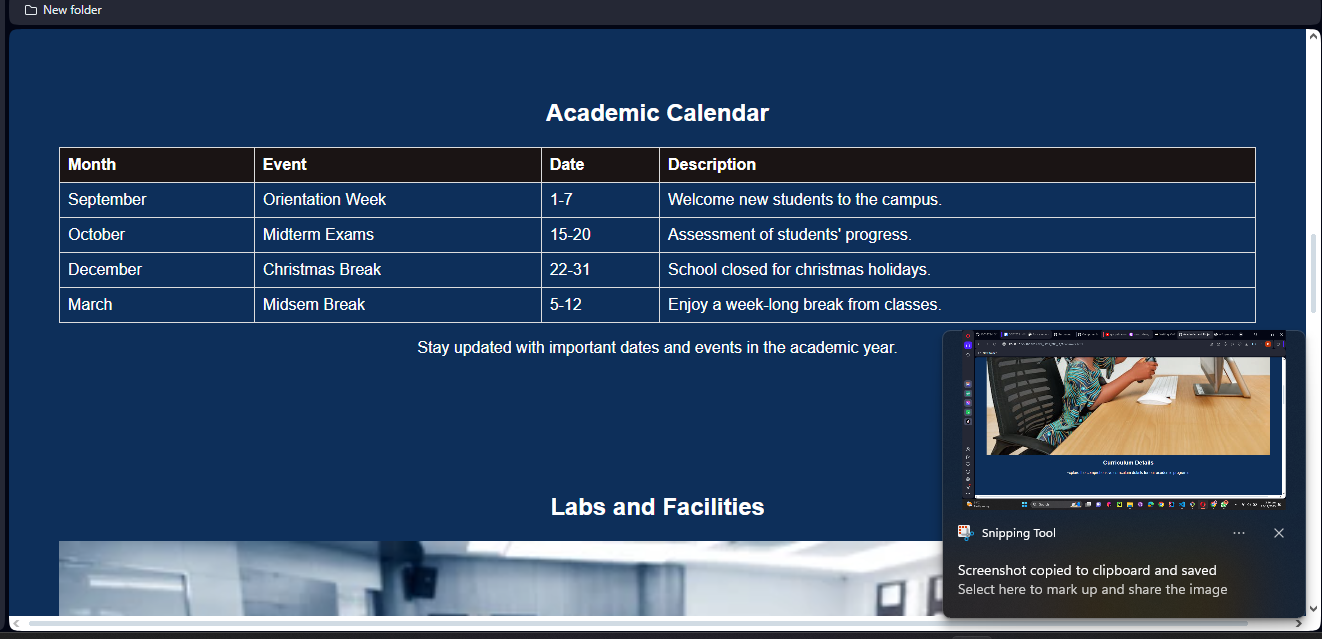 New folder
Academic Calendar
Month Event Date Description
September Orientation Week 1-7 Welcome new students to the campus.
October Midterm Exams 15-20 Assessment of students' progress.
December Christmas Break 22-31 School closed for christmas holidays.
March Midsem Break 5-12 Enjoy a week-long break from classes.
Stay updated with important dates and events in the academic year.
Labs and Facilities
Curriculum Details
Snipping Tool
Screenshot copied to clipboard and saved
Select here to mark up and share the image